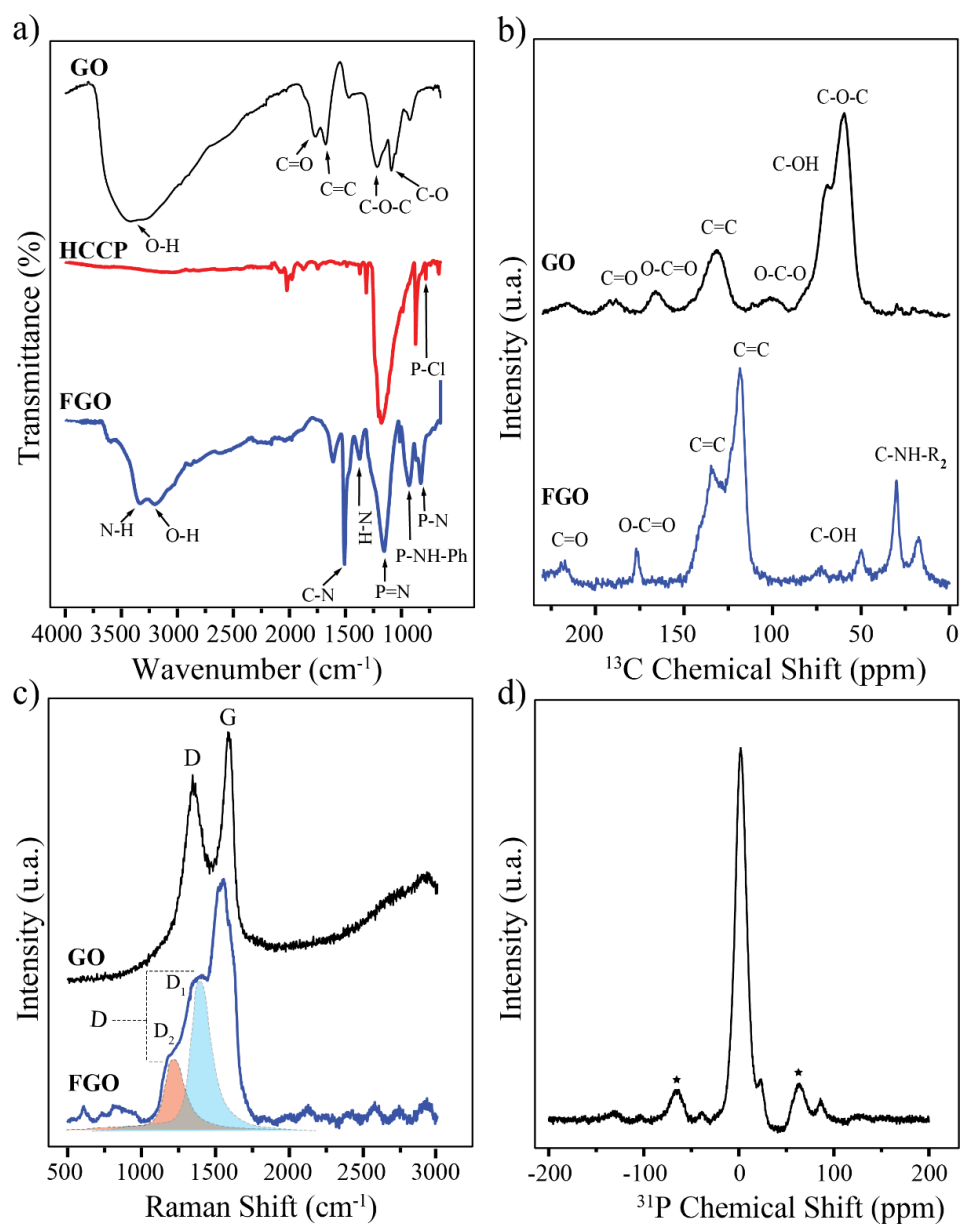 a)
GO
C=O
C=C
C-O-C
C-O
O-H
HCCP
P-Cl
FGO
N-H
O-H
C-N
N-H
P=N
P-NH-Ph
P-N
Transmittance (%)
4000 3500 3000 2500 2000 1500 1000
Wavenumber (cm⁻¹)
b)
C-O-C
C-OH
C=C
GO
C=O
O-C=O
O-C-O
C=C
C=C
C-NH-R₂
FGO
C=O
O-C=O
C-OH
Intensity (u.a.)
200 150 100 50 0
¹³C Chemical Shift (ppm)
c)
G
D
GO
D₁
D
D₂
FGO
Intensity (u.a.)
500 1000 1500 2000 2500 3000
Raman Shift (cm⁻¹)
d)
Intensity (u.a.)
-200 -100 0 100 200
³¹P Chemical Shift (ppm)